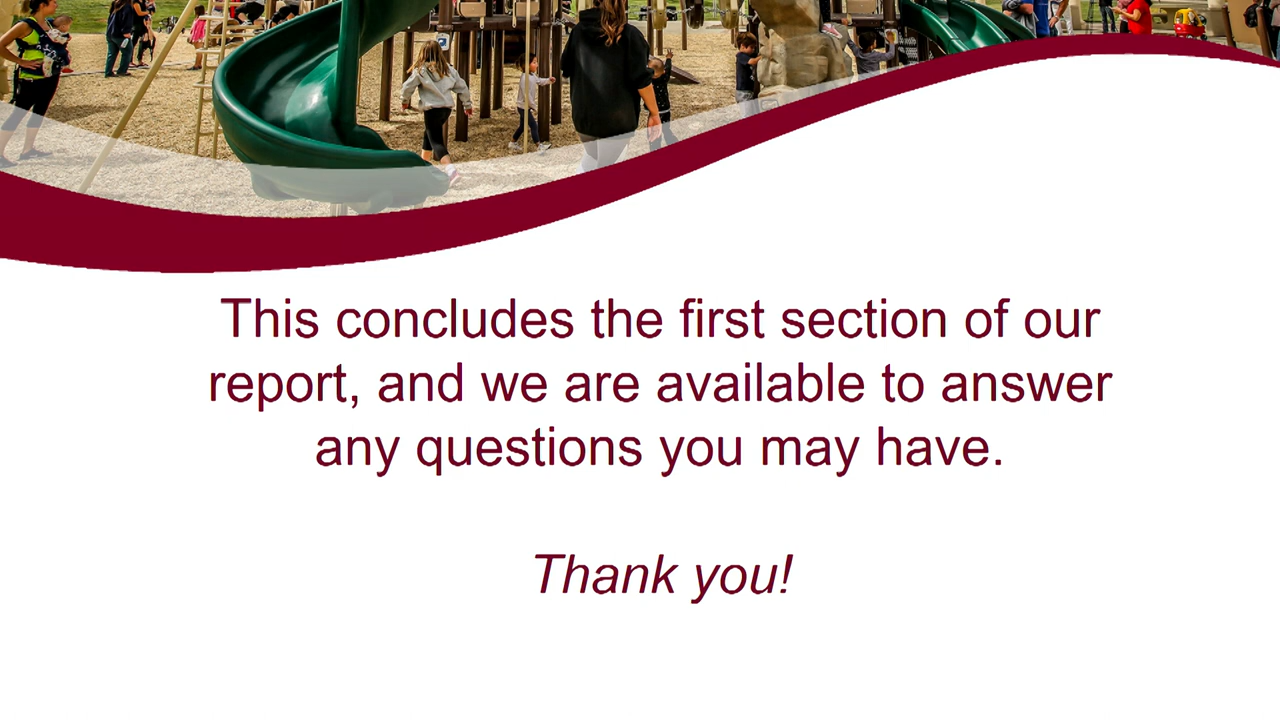 This concludes the first section of our
report, and we are available to answer
any questions you may have.
Thank you!